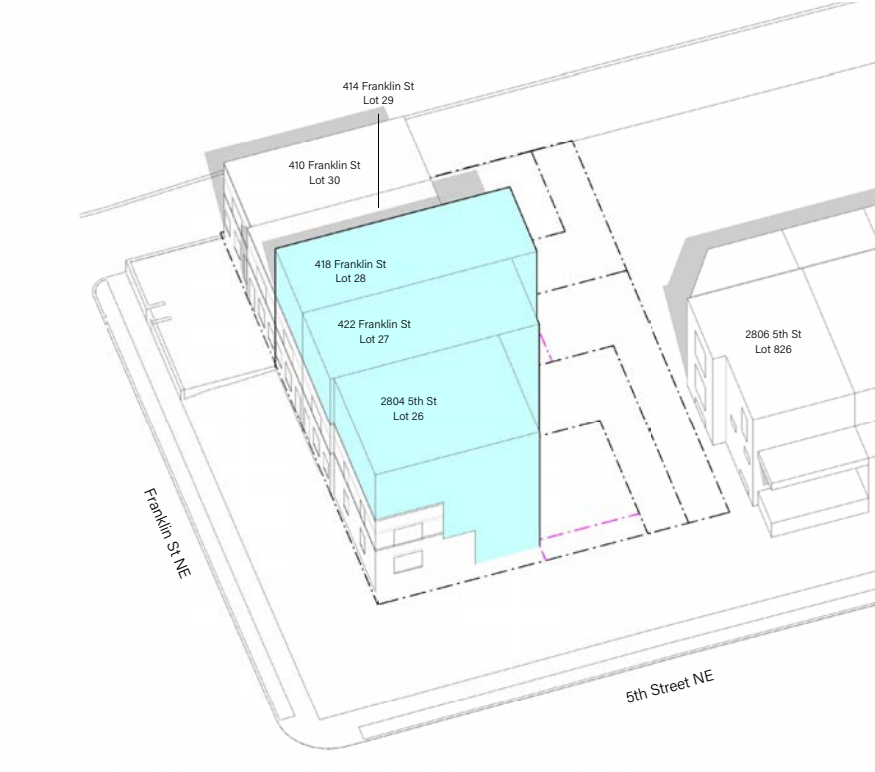 414 Franklin St
Lot 29
410 Franklin St
Lot 30
418 Franklin St
Lot 28
422 Franklin St
Lot 27
2806 5th St
Lot 826
2804 5th St
Lot 26
Franklin St NE
5th Street NE